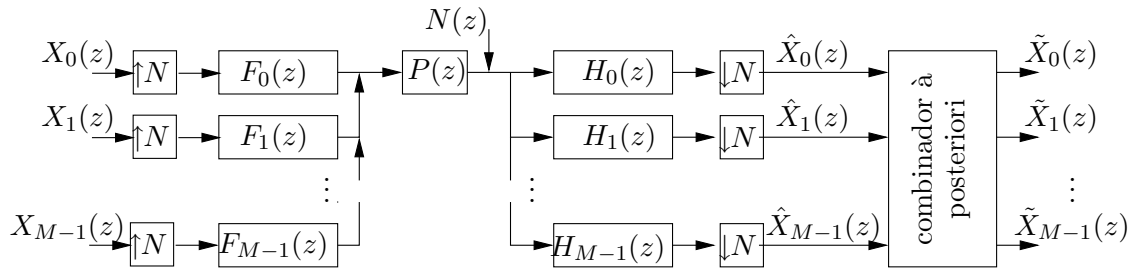 N(z)
X_0(z) ↑N F_0(z) P(z) H_0(z) ↓N X̂_0(z) X̃_0(z)
X_1(z) ↑N F_1(z) H_1(z) ↓N X̂_1(z) X̃_1(z)
⋮ ⋮ ⋮
X_{M−1}(z) ↑N F_{M−1}(z) H_{M−1}(z) ↓N X̂_{M−1}(z) X̃_{M−1}(z)
combinador à
posteriori